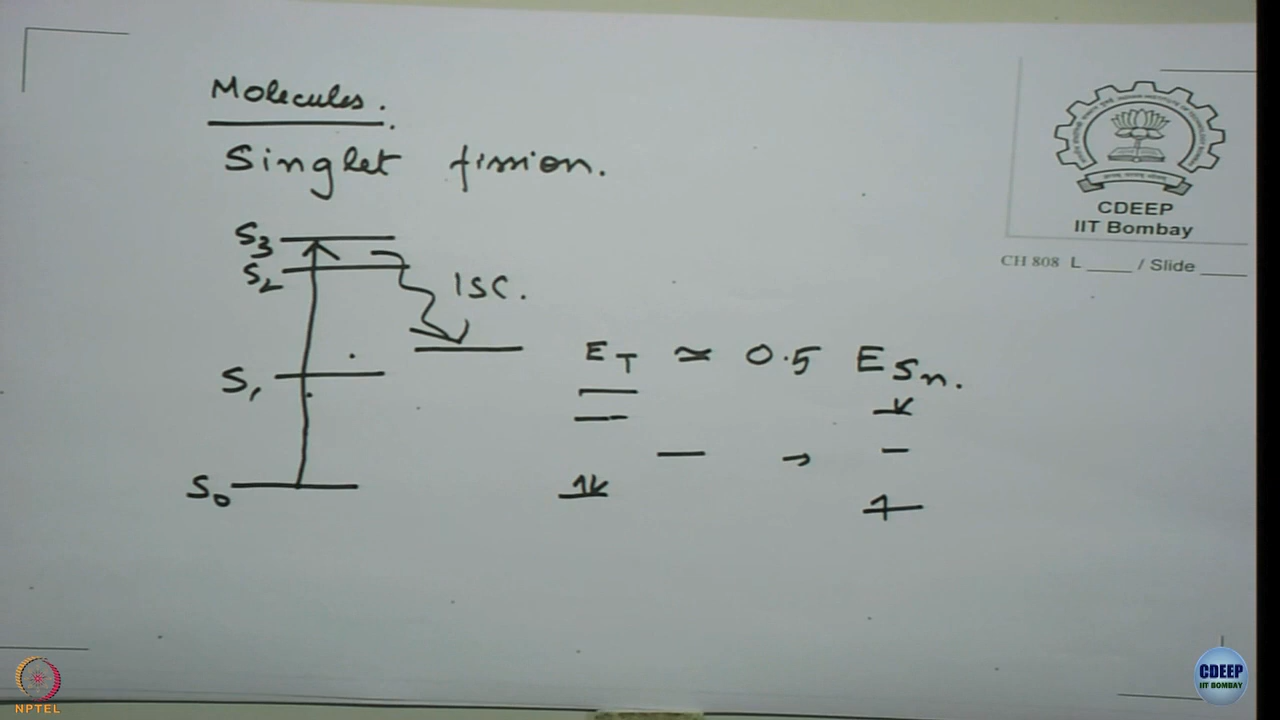 Molecules.
Singlet fission.
S3
S2
ISC.
S1
ET ≃ 0.5 ESn.
S0
CDEEP
IIT Bombay
CH 808 L ____ / Slide ____
NPTEL
CDEEP
IIT BOMBAY